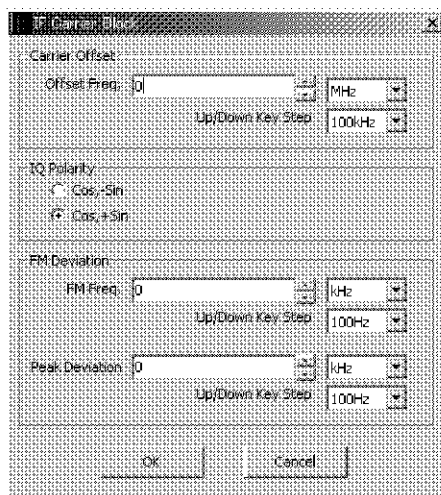 IF Carrier Block
Carrier Offset
Offset Freq. 0 MHz
Up/Down Key Step 100kHz
IQ Polarity
Cos,-Sin
Cos,+Sin
FM Deviation
FM Freq. 0 kHz
Up/Down Key Step 100Hz
Peak Deviation 0 kHz
Up/Down Key Step 100Hz
OK Cancel